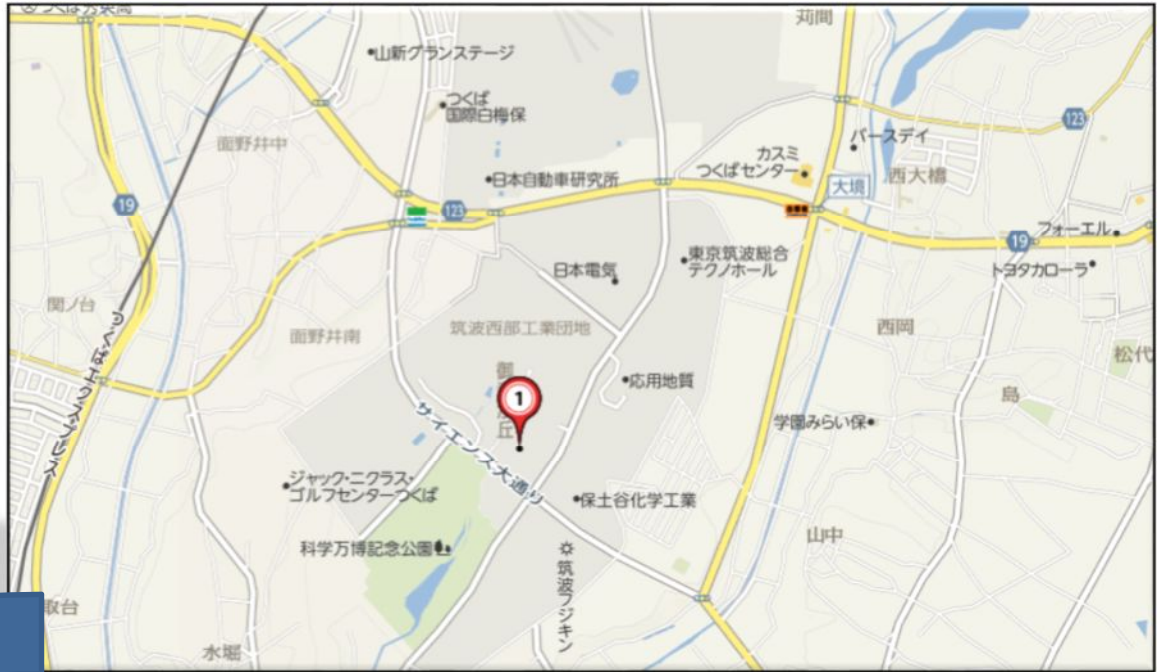 苅間
山新グランステージ
つくば
国際白梅保
面野井中
123
バースデイ
カスミ
つくばセンター
西大橋
大境
日本自動車研究所
19
123
19
フォーエル
東京筑波総合
テクノホール
日本電気
トヨタカローラ
関ノ台
面野井南
筑波西部工業団地
西岡
松代
つくばエクスプレス
応用地質
島
1
丘
学園みらい保
サイエンス大通り
ジャック・ニクラス・
ゴルフセンターつくば
保土谷化学工業
科学万博記念公園
山中
筑波フジキン
取台
水堀